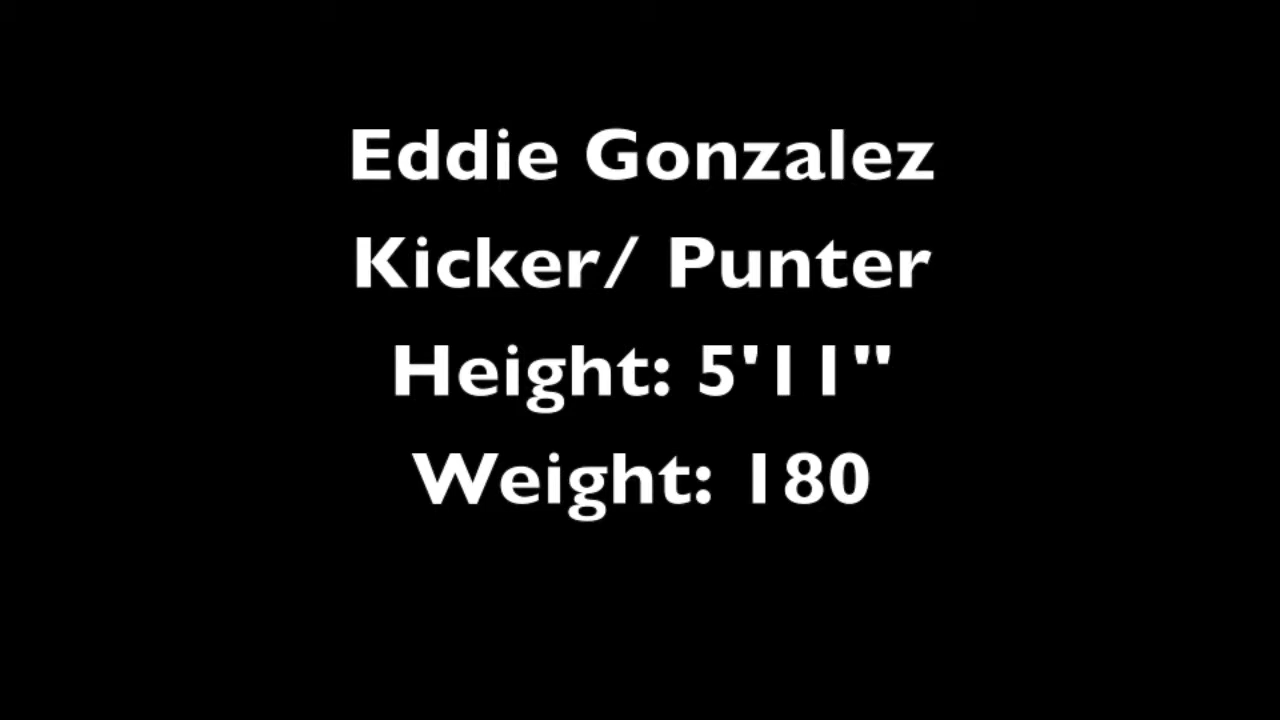 Eddie Gonzalez
Kicker/ Punter
Height: 5'11"
Weight: 180